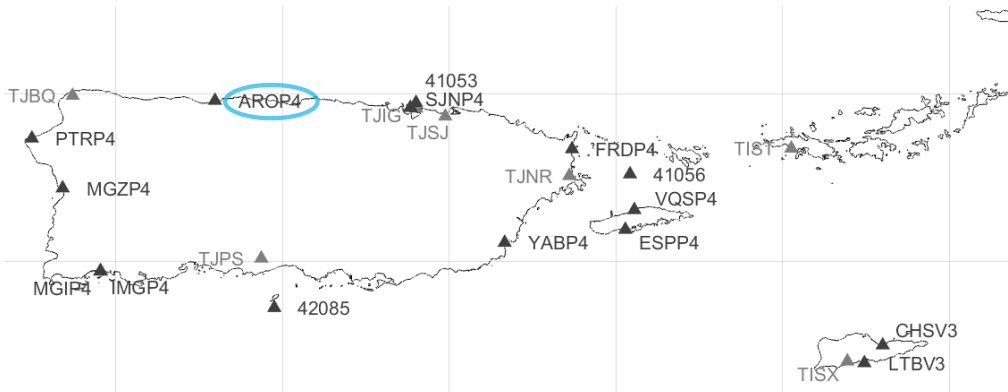 41053
TJBQ
AROP4
SJNP4
TJIG
TJSJ
PTRP4
FRDP4
TIST
TJNR
41056
MGZP4
VQSP4
YABP4
ESPP4
TJPS
MGIP4
IMGP4
42085
CHSV3
LTBV3
TISX